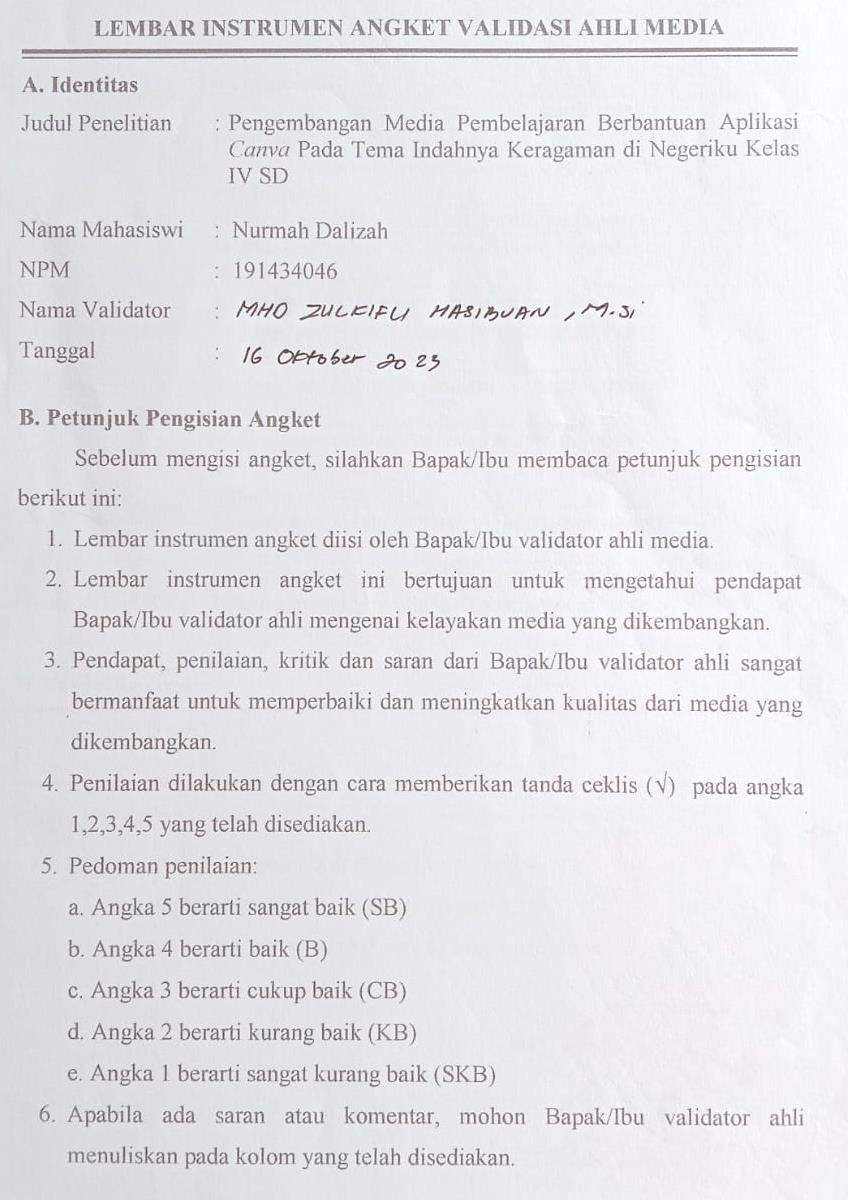 LEMBAR INSTRUMEN ANGKET VALIDASI AHLI MEDIA
A. Identitas
Judul Penelitian : Pengembangan Media Pembelajaran Berbantuan Aplikasi
Canva Pada Tema Indahnya Keragaman di Negeriku Kelas
IV SD
Nama Mahasiswi : Nurmah Dalizah
NPM : 191434046
Nama Validator : MHD ZULKIFLI HASIBUAN, M.Si
Tanggal : 16 Oktober 2023
B. Petunjuk Pengisian Angket
Sebelum mengisi angket, silahkan Bapak/Ibu membaca petunjuk pengisian
berikut ini:
1. Lembar instrumen angket diisi oleh Bapak/Ibu validator ahli media.
2. Lembar instrumen angket ini bertujuan untuk mengetahui pendapat
Bapak/Ibu validator ahli mengenai kelayakan media yang dikembangkan.
3. Pendapat, penilaian, kritik dan saran dari Bapak/Ibu validator ahli sangat
bermanfaat untuk memperbaiki dan meningkatkan kualitas dari media yang
dikembangkan.
4. Penilaian dilakukan dengan cara memberikan tanda ceklis (√) pada angka
1,2,3,4,5 yang telah disediakan.
5. Pedoman penilaian:
a. Angka 5 berarti sangat baik (SB)
b. Angka 4 berarti baik (B)
c. Angka 3 berarti cukup baik (CB)
d. Angka 2 berarti kurang baik (KB)
e. Angka 1 berarti sangat kurang baik (SKB)
6. Apabila ada saran atau komentar, mohon Bapak/Ibu validator ahli
menuliskan pada kolom yang telah disediakan.